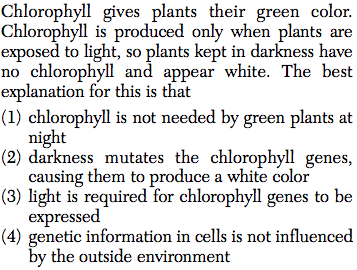 Chlorophyll gives plants their green color.
Chlorophyll is produced only when plants are
exposed to light, so plants kept in darkness have
no chlorophyll and appear white. The best
explanation for this is that
(1) chlorophyll is not needed by green plants at
night
(2) darkness mutates the chlorophyll genes,
causing them to produce a white color
(3) light is required for chlorophyll genes to be
expressed
(4) genetic information in cells is not influenced
by the outside environment